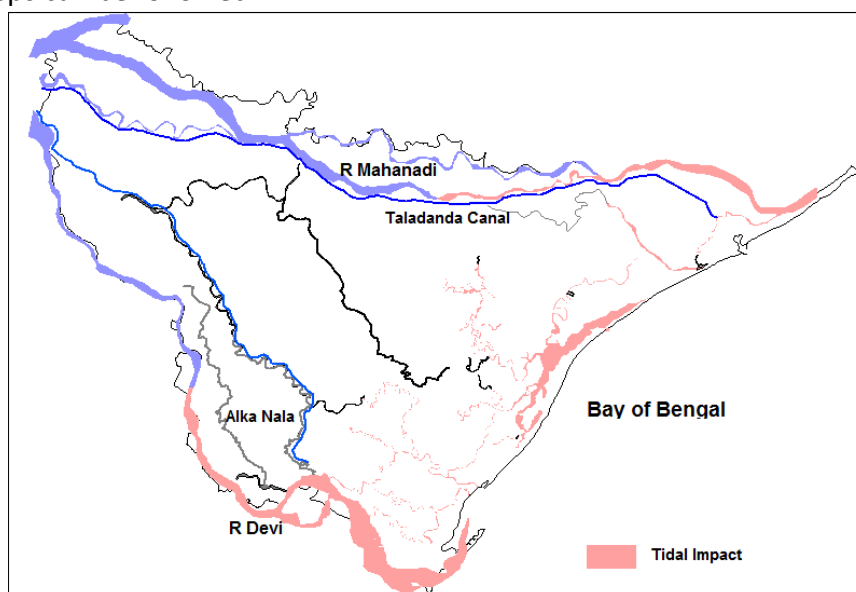 R Mahanadi
Taladanda Canal
Bay of Bengal
Alka Nala
R Devi
Tidal Impact